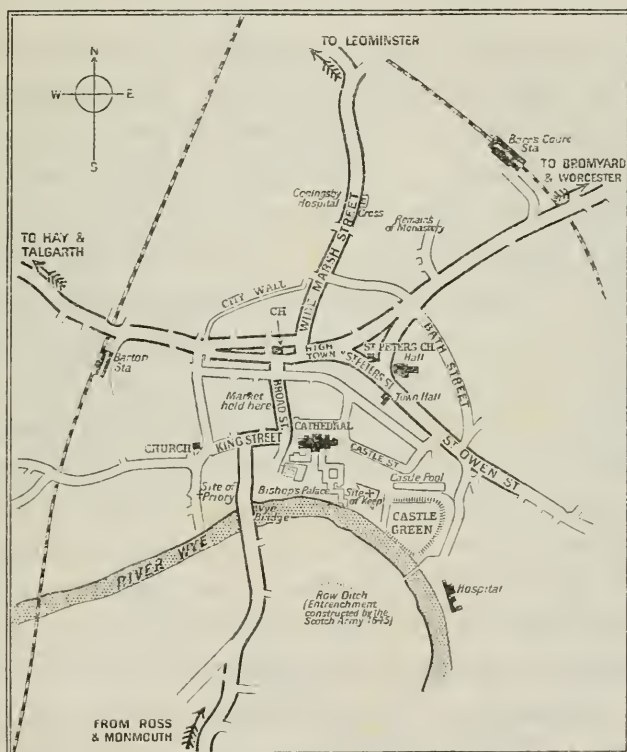 TO LEOMINSTER
N
W
E
S
Barrs Court
Sta
TO BROMYARD
& WORCESTER
Coningsby
Hospital
Cross
Remains
of Monastery
TO HAY &
TALGARTH
WIDE MARSH STREET
CITY WALL
CH
HIGH
TOWN
ST PETERS CH
Hall
ST PETERS ST
BATH STREET
Barton
Sta
Town Hall
Market
held here
BROAD ST
CATHEDRAL
CHURCH
KING STREET
CASTLE ST
ST OWEN ST
Castle Pool
Site of
Priory
Bishop's Palace
Site
of Keep
CASTLE
GREEN
Wye
Bridge
RIVER WYE
Row Ditch
(Entrenchment
constructed by the
Scotch Army 1645)
Hospital
FROM ROSS
& MONMOUTH